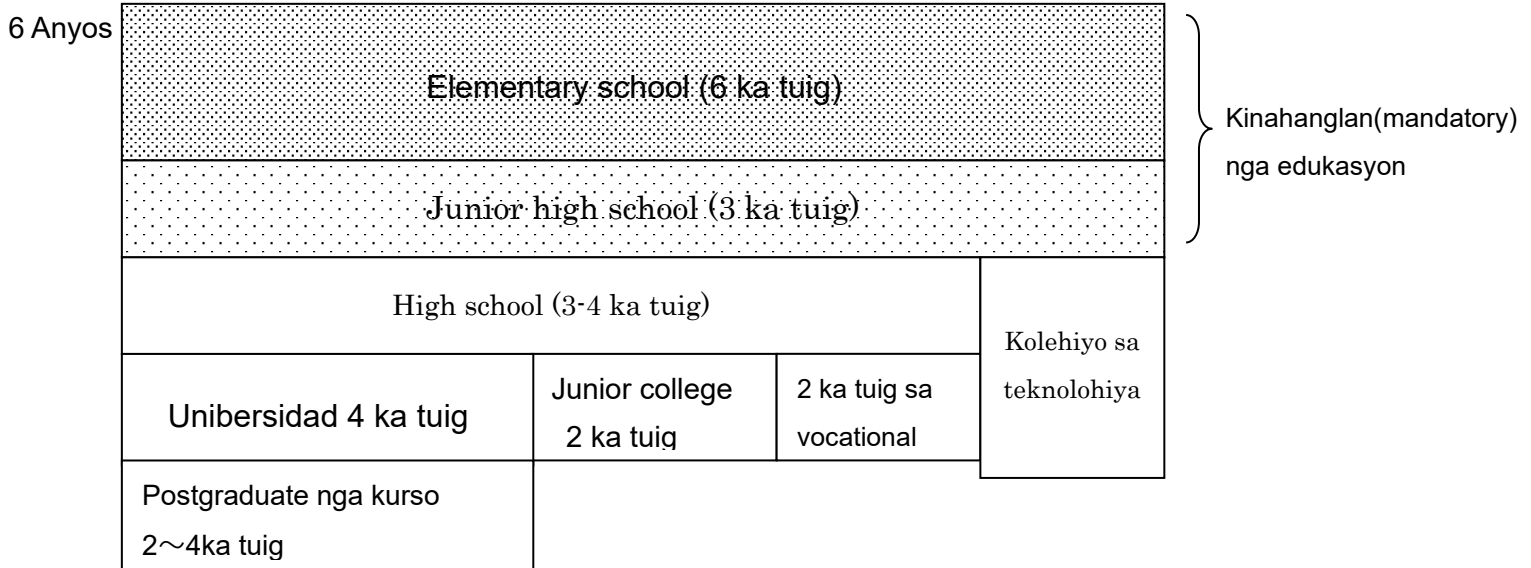 6 Anyos
Elementary school (6 ka tuig)
Kinahanglan(mandatory)
nga edukasyon
Junior high school (3 ka tuig)
High school (3-4 ka tuig)
Kolehiyo sa
teknolohiya
Unibersidad 4 ka tuig
Junior college
2 ka tuig
2 ka tuig sa
vocational
Postgraduate nga kurso
2～4ka tuig